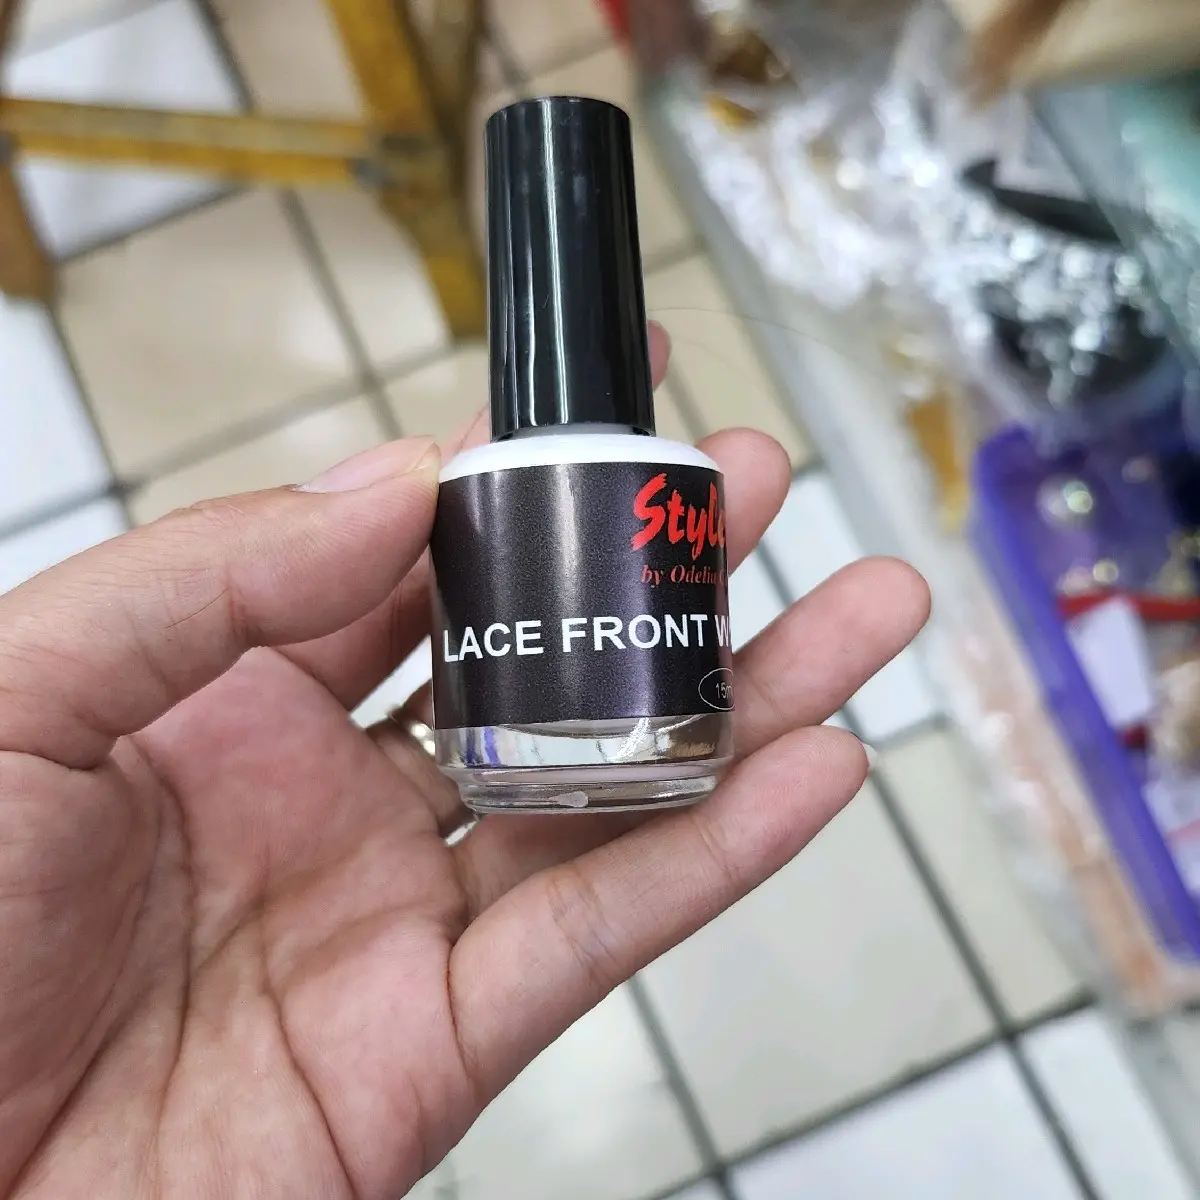 Style
by Odelia
LACE FRONT
15m